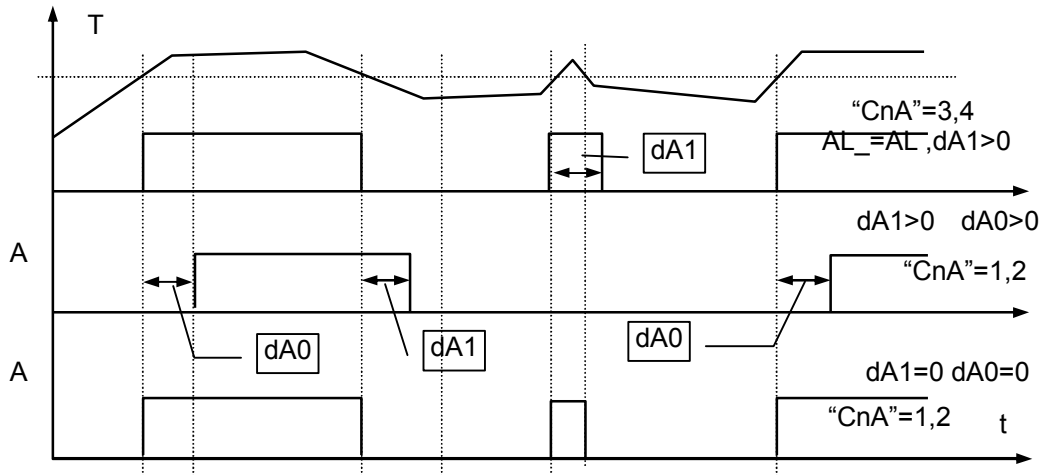 T
“CnA”=3,4
AL_=AL ,dA1>0
dA1
dA1>0 dA0>0
A
“CnA”=1,2
dA0
dA1
dA0
A
dA1=0 dA0=0
“CnA”=1,2
t